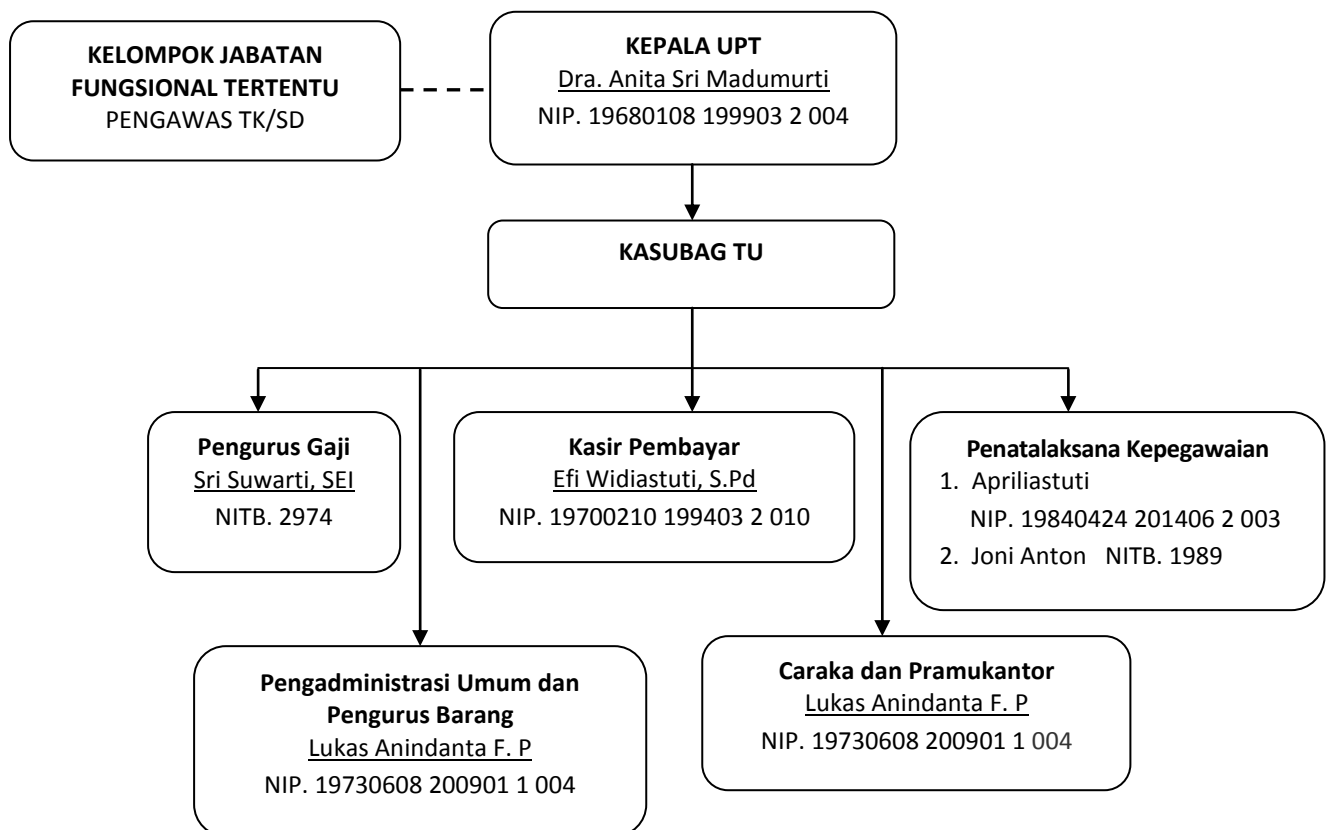 KELOMPOK JABATAN
FUNGSIONAL TERTENTU
PENGAWAS TK/SD
KEPALA UPT
Dra. Anita Sri Madumurti
NIP. 19680108 199903 2 004
KASUBAG TU
Pengurus Gaji
Sri Suwarti, SEI
NITB. 2974
Kasir Pembayar
Efi Widiastuti, S.Pd
NIP. 19700210 199403 2 010
Penatalaksana Kepegawaian
1. Apriliastuti
NIP. 19840424 201406 2 003
2. Joni Anton NITB. 1989
Pengadministrasi Umum dan
Pengurus Barang
Lukas Anindanta F. P
NIP. 19730608 200901 1 004
Caraka dan Pramukantor
Lukas Anindanta F. P
NIP. 19730608 200901 1 004